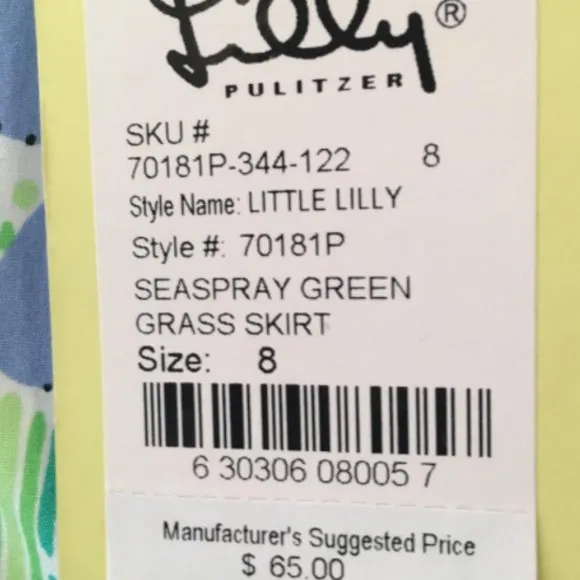 Lilly®
PULITZER
SKU #
70181P-344-122 8
Style Name: LITTLE LILLY
Style #: 70181P
SEASPRAY GREEN
GRASS SKIRT
Size: 8
6 30306 08005 7
Manufacturer's Suggested Price
$ 65.00